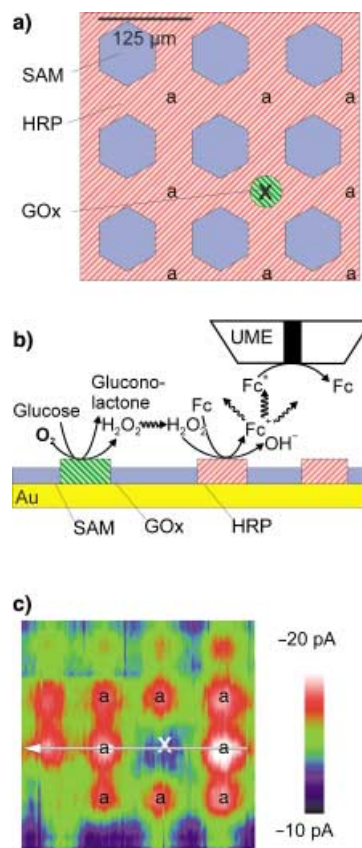 a)
125 μm
SAM
a a a
HRP
a a
GOx
X
a a a
b)
UME
Fc⁺ Fc
Glucono-
lactone
Glucose
Fc
O₂ H₂O₂ H₂O₂ Fc⁺
OH⁻
Au
SAM GOx HRP
c)
−20 pA
a a a
a X a
a a a
−10 pA